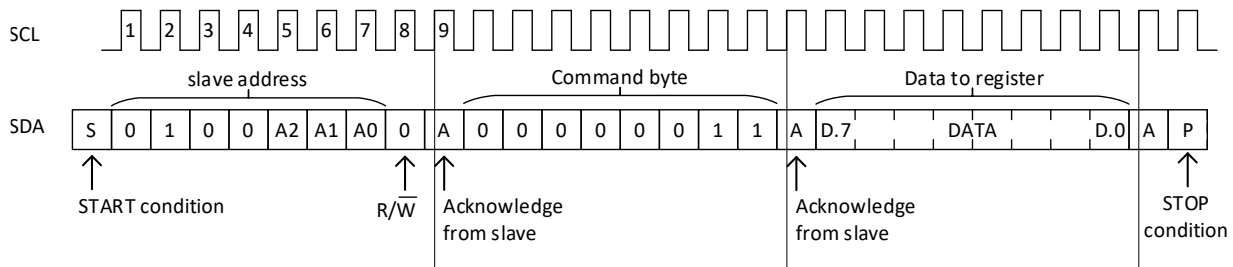 SCL 1 2 3 4 5 6 7 8 9
slave address Command byte Data to register
SDA S 0 1 0 0 A2 A1 A0 0 A 0 0 0 0 0 0 1 1 A D.7 DATA D.0 A P
START condition R/W̅ Acknowledge from slave Acknowledge from slave STOP condition